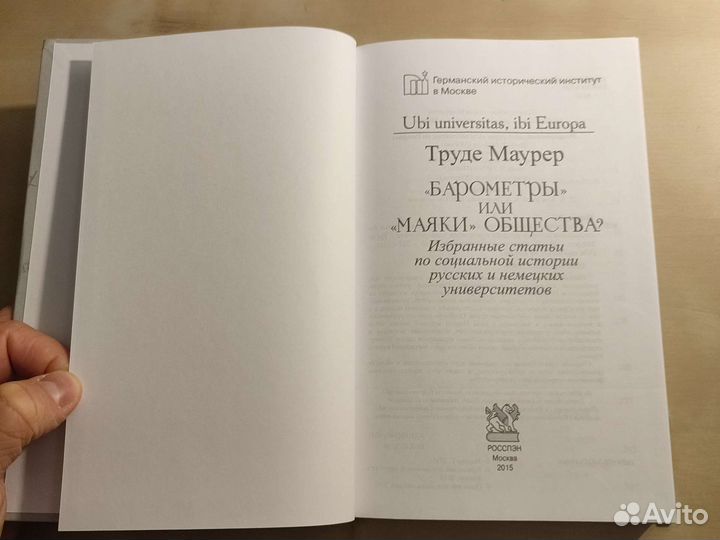 Германский исторический институт
в Москве
Ubi universitas, ibi Europa
Труде Маурер
«БАРОМЕТРЫ»
ИЛИ
«МАЯКИ» ОБЩЕСТВА?
Избранные статьи
по социальной истории
русских и немецких
университетов
РОССПЭН
Москва
2015
Avito